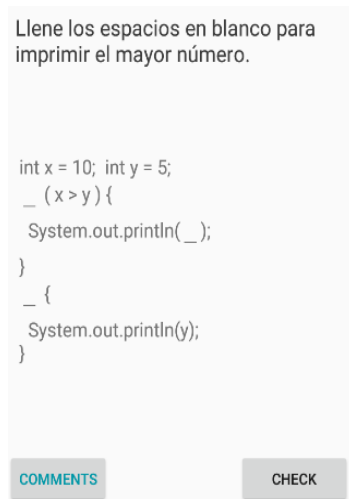 Llene los espacios en blanco para
imprimir el mayor número.
int x = 10; int y = 5;
_ ( x > y ) {
System.out.println( _ );
}
_ {
System.out.println(y);
}
COMMENTS
CHECK